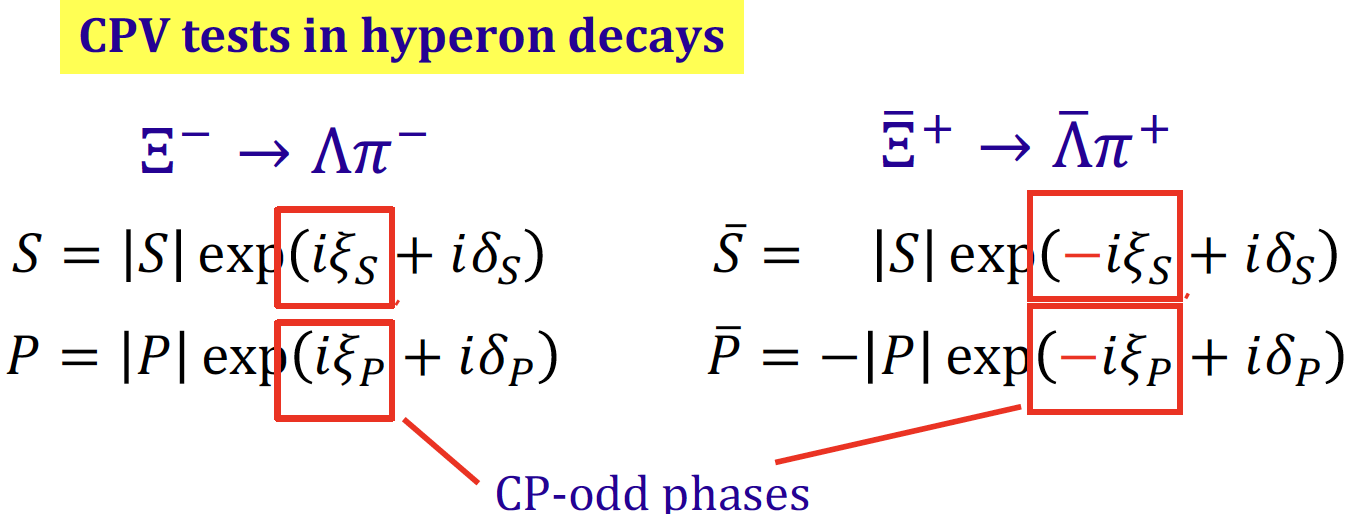 CPV tests in hyperon decays
Ξ⁻ → Λπ⁻
Ξ̄⁺ → Λ̄π⁺
S = |S| exp(iξ_S + iδ_S)
S̄ = |S| exp(−iξ_S + iδ_S)
P = |P| exp(iξ_P + iδ_P)
P̄ = −|P| exp(−iξ_P + iδ_P)
CP-odd phases